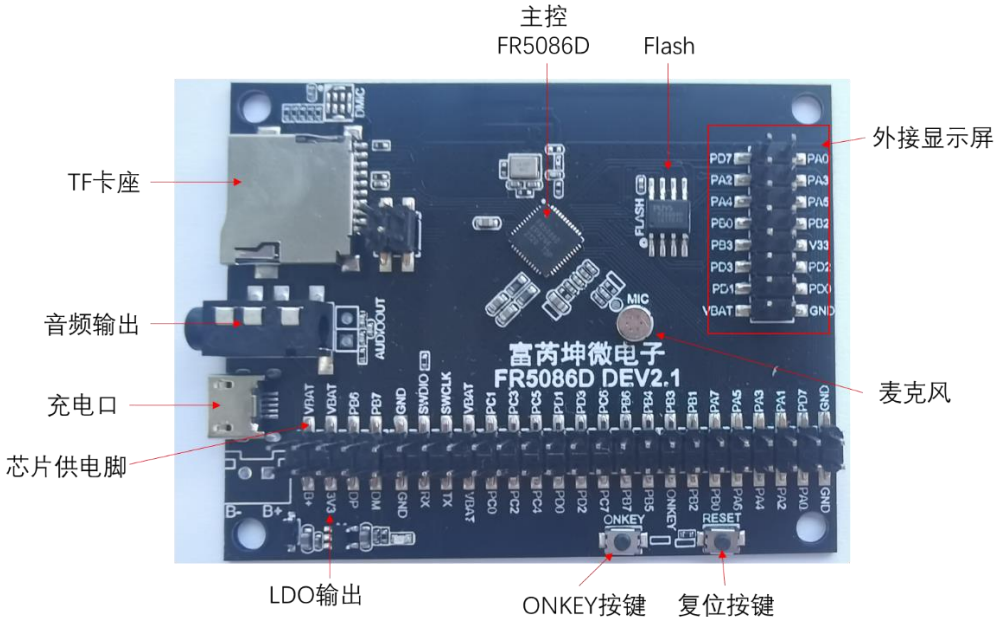 主控
FR5086D
Flash
外接显示屏
TF卡座
音频输出
充电口
芯片供电脚
麦克风
LDO输出
ONKEY按键
复位按键
DMIC
FLASH
MIC
AUDIOOUT
富芮坤微电子
FR5086D DEV2.1
PD7 PA0
PA2 PA3
PA4 PA5
PB0 PB2
PB3 V33
PD3 PD2
PD1 PD0
VBAT GND
VBAT VBAT PB6 PB7 GND SWDIO SWCLK VBAT PC1 PC3 PC5 PD1 PD3 PC6 PB6 PB4 PB3 PB1 PA7 PA5 PA3 PA1 PD7 GND
B+ 3V3 DP DM GND RX TX VBAT PC0 PC2 PC4 PD0 PD2 PC7 PB7 PB5 ONKEY PB2 PB0 PA6 PA4 PA2 PA0 GND
B- B+
ONKEY
RESET